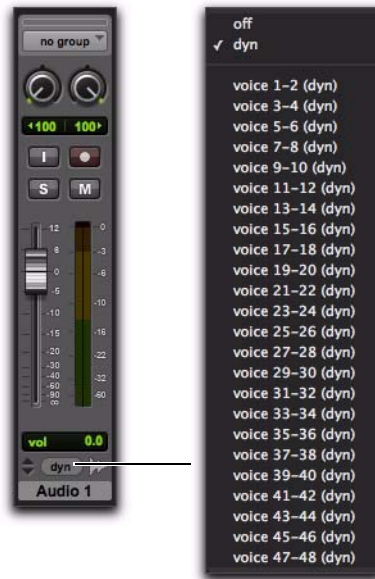 no group
100 100
I
S M
12
6
0
-5
-10
-15
-20
-30
-40
-60
-90
∞
0
-3
-6
-10
-16
-22
-32
-60
vol 0.0
dyn
Audio 1
off
✓ dyn
voice 1–2 (dyn)
voice 3–4 (dyn)
voice 5–6 (dyn)
voice 7–8 (dyn)
voice 9–10 (dyn)
voice 11–12 (dyn)
voice 13–14 (dyn)
voice 15–16 (dyn)
voice 17–18 (dyn)
voice 19–20 (dyn)
voice 21–22 (dyn)
voice 23–24 (dyn)
voice 25–26 (dyn)
voice 27–28 (dyn)
voice 29–30 (dyn)
voice 31–32 (dyn)
voice 33–34 (dyn)
voice 35–36 (dyn)
voice 37–38 (dyn)
voice 39–40 (dyn)
voice 41–42 (dyn)
voice 43–44 (dyn)
voice 45–46 (dyn)
voice 47–48 (dyn)